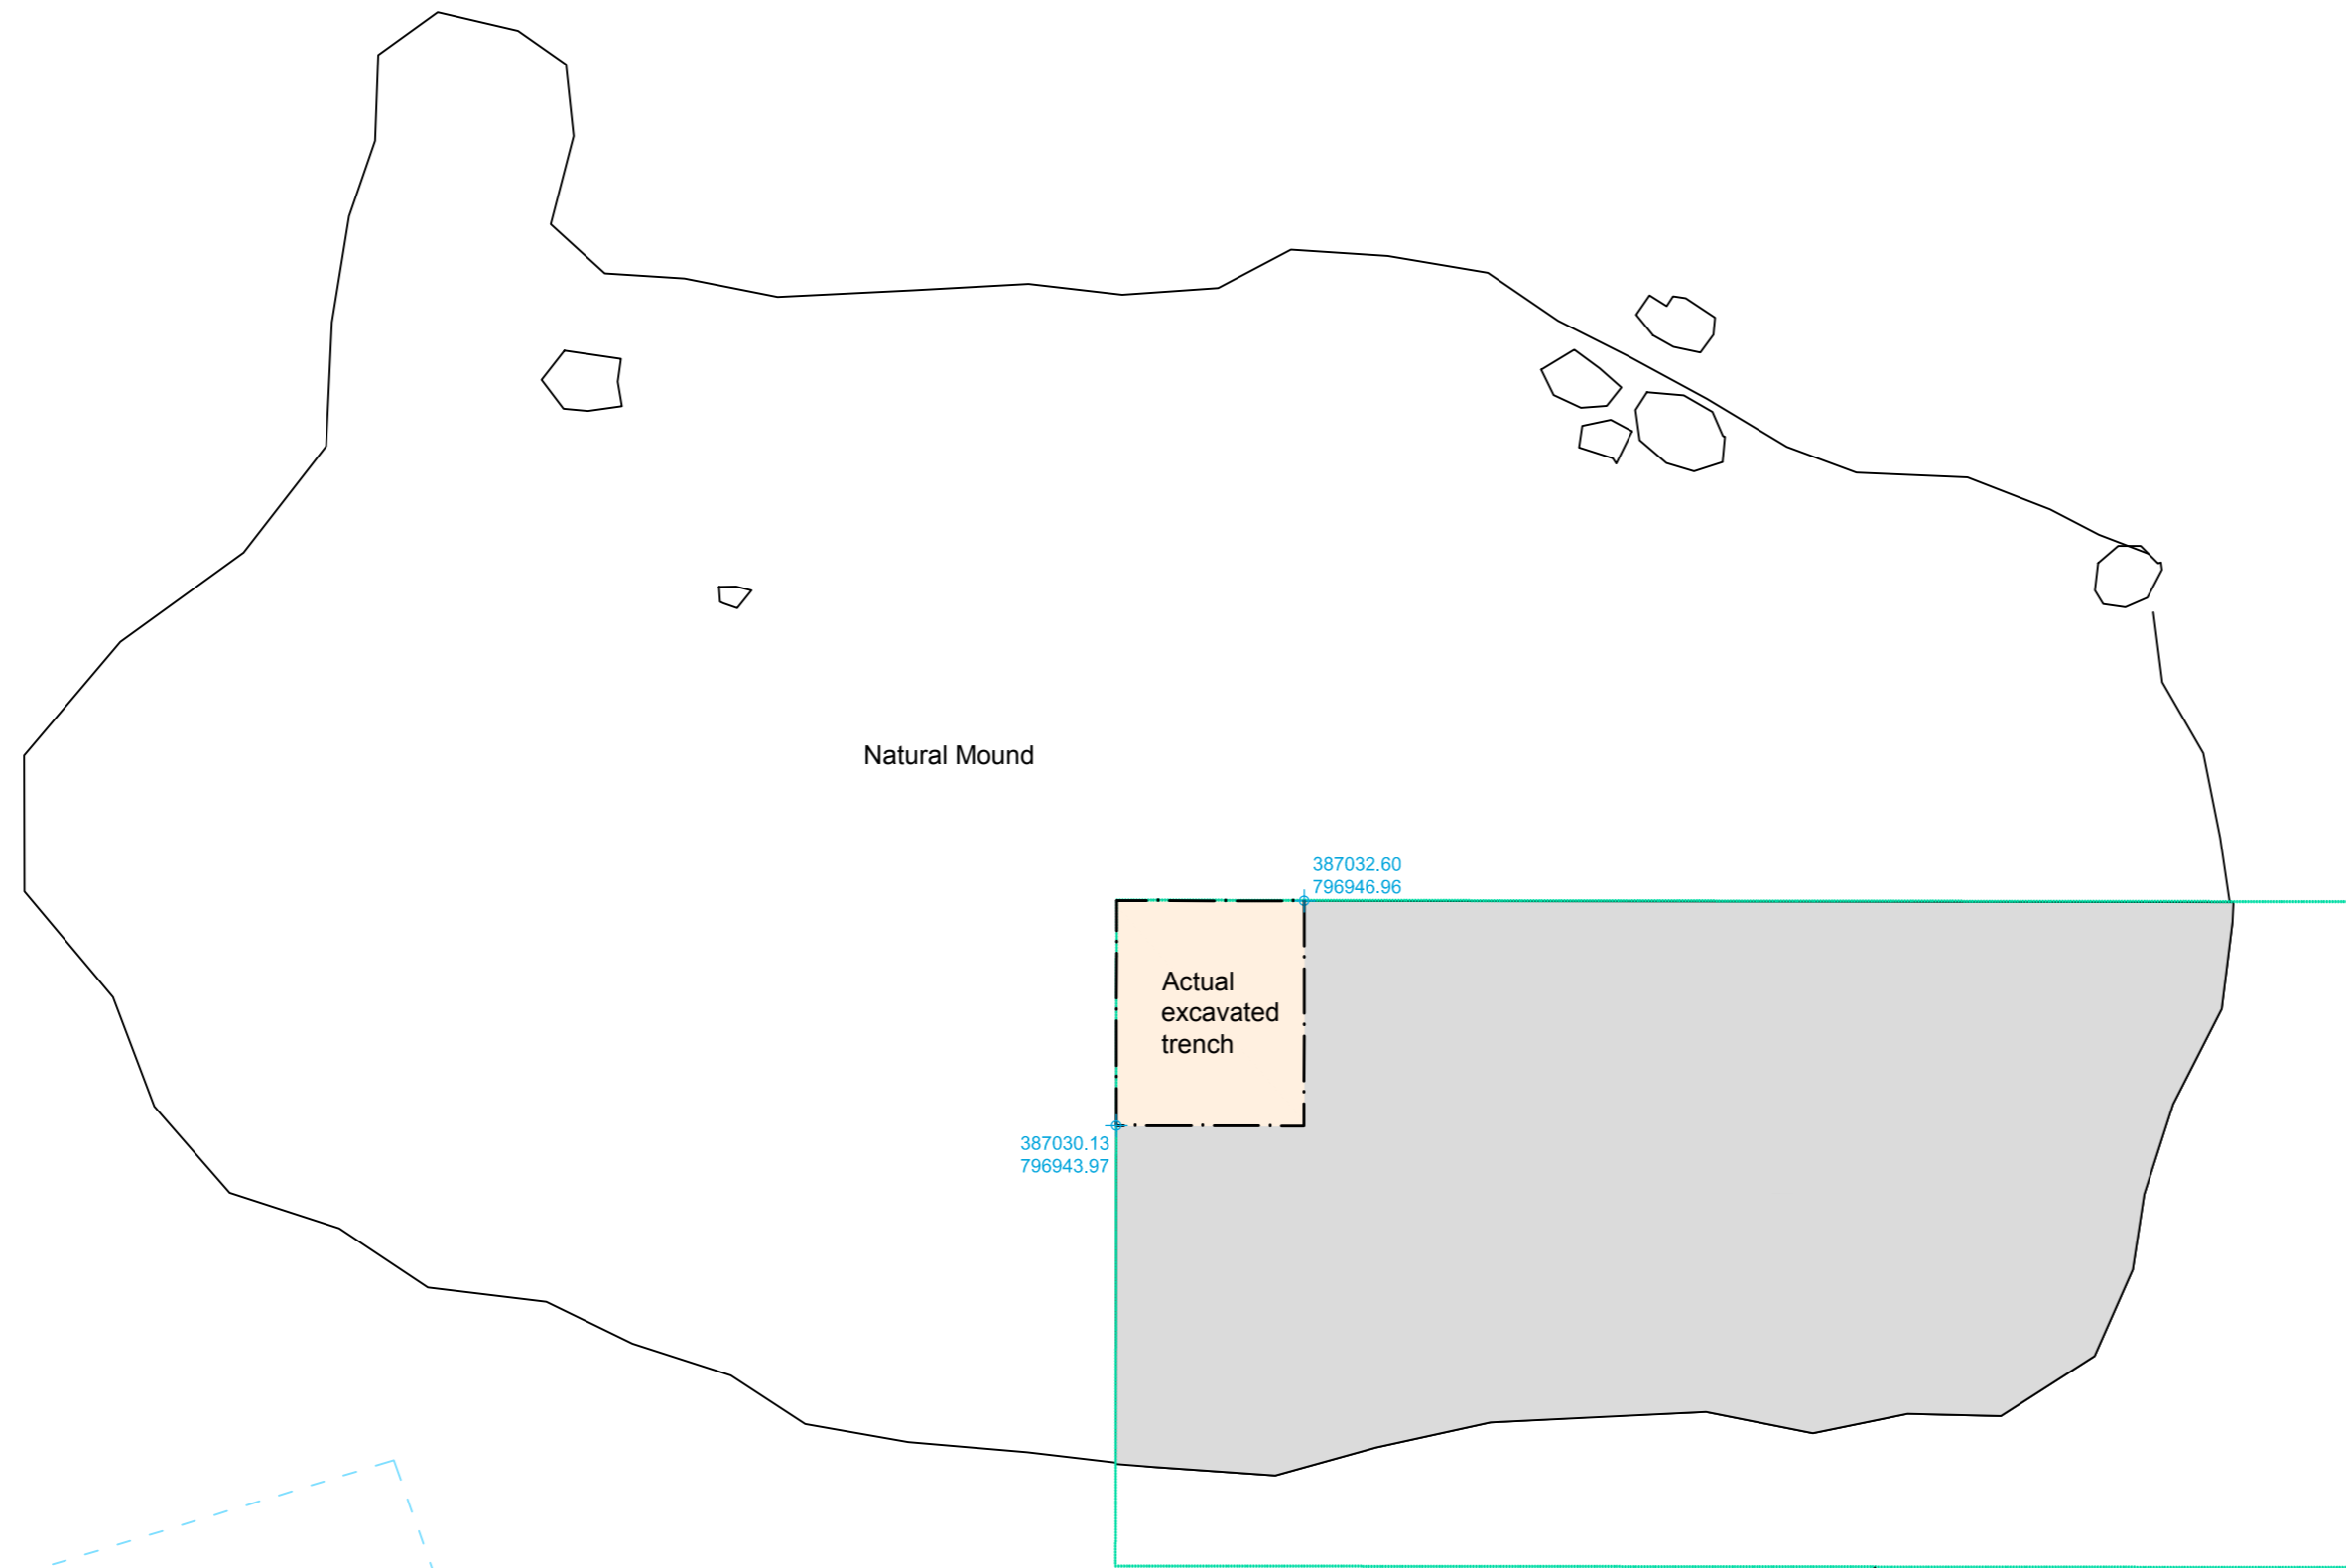 Natural Mound
387032.60
796946.96
Actual
excavated
trench
387030.13
796943.97